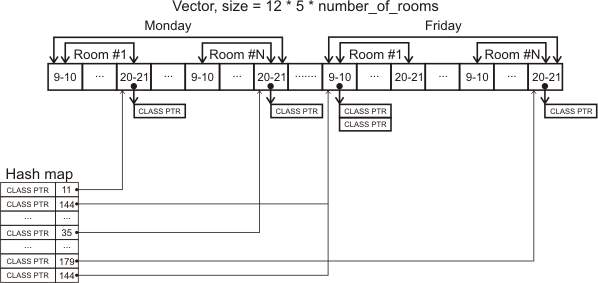 Vector, size = 12 * 5 * number_of_rooms
Monday Friday
Room #1 Room #N Room #1 Room #N
9-10 ... 20-21 ... 9-10 ... 20-21 ....... 9-10 ... 20-21 ... 9-10 ... 20-21
CLASS PTR CLASS PTR CLASS PTR CLASS PTR
CLASS PTR
Hash map
CLASS PTR 11
CLASS PTR 144
... ...
CLASS PTR 35
... ...
CLASS PTR 179
CLASS PTR 144